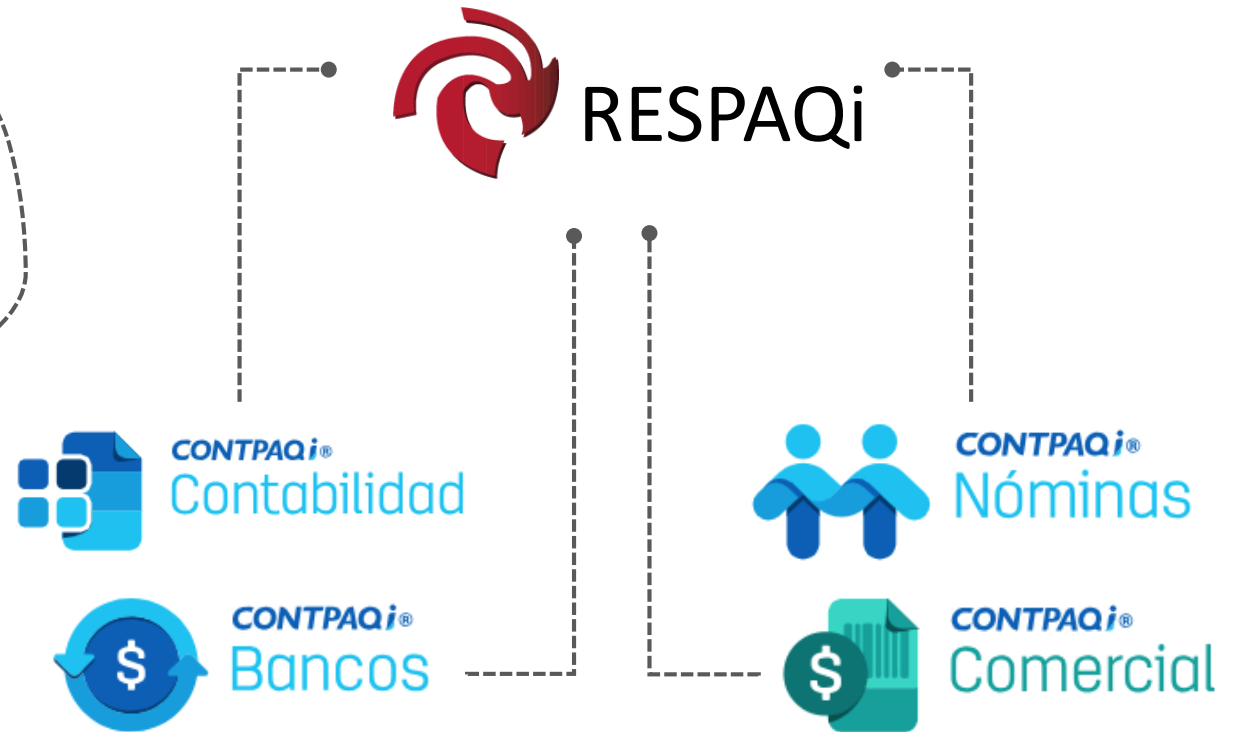 RESPAQi
CONTPAQi®
Contabilidad
CONTPAQi®
Nóminas
$
CONTPAQi®
Bancos
$
CONTPAQi®
Comercial